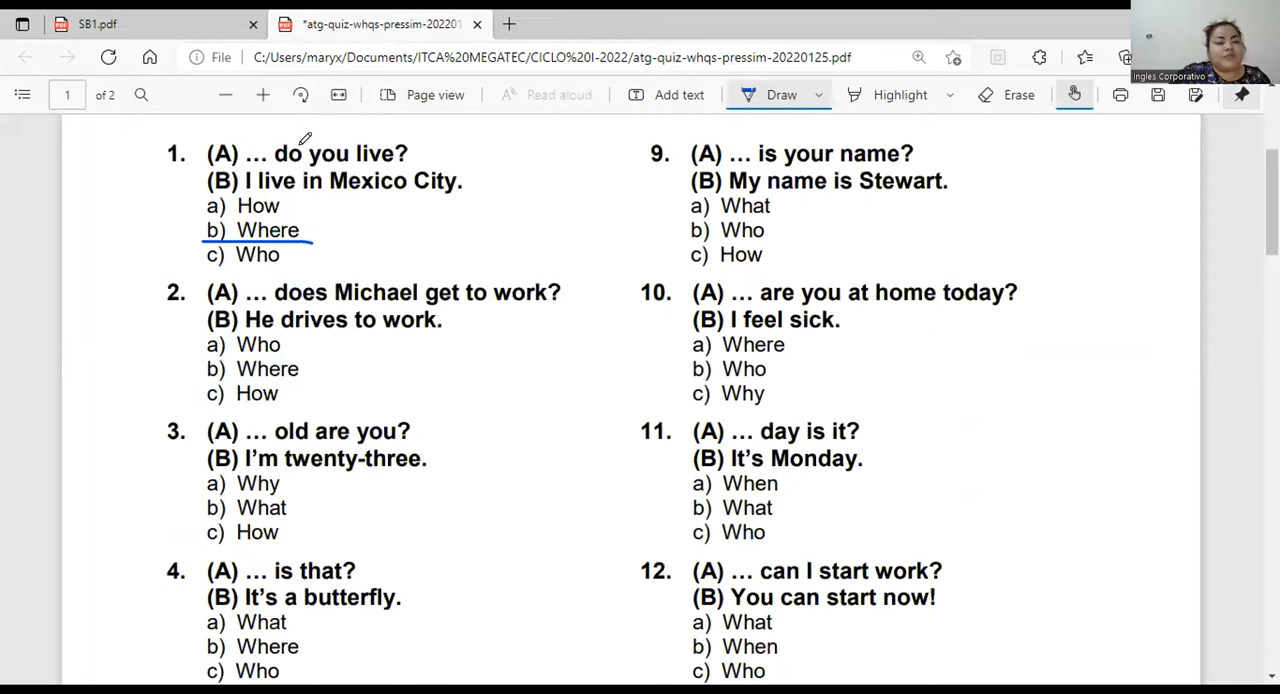 SB1.pdf
*atg-quiz-whqs-pressim-202201
File
C:/Users/maryx/Documents/ITCA%20MEGATEC/CICLO%20I-2022/atg-quiz-whqs-pressim-20220125.pdf
Ingles Corporativo
1
of 2
Page view
Read aloud
Add text
Draw
Highlight
Erase
1. (A) … do you live?
(B) I live in Mexico City.
a) How
b) Where
c) Who
2. (A) … does Michael get to work?
(B) He drives to work.
a) Who
b) Where
c) How
3. (A) … old are you?
(B) I'm twenty-three.
a) Why
b) What
c) How
4. (A) … is that?
(B) It's a butterfly.
a) What
b) Where
c) Who
9. (A) … is your name?
(B) My name is Stewart.
a) What
b) Who
c) How
10. (A) … are you at home today?
(B) I feel sick.
a) Where
b) Who
c) Why
11. (A) … day is it?
(B) It's Monday.
a) When
b) What
c) Who
12. (A) … can I start work?
(B) You can start now!
a) What
b) When
c) Who